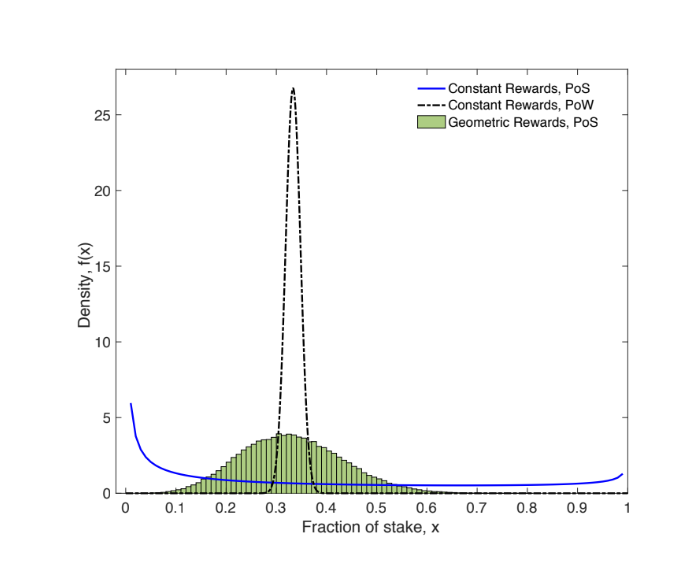 Constant Rewards, PoS
Constant Rewards, PoW
Geometric Rewards, PoS
25
20
15
10
5
0
Density, f(x)
0 0.1 0.2 0.3 0.4 0.5 0.6 0.7 0.8 0.9 1
Fraction of stake, x